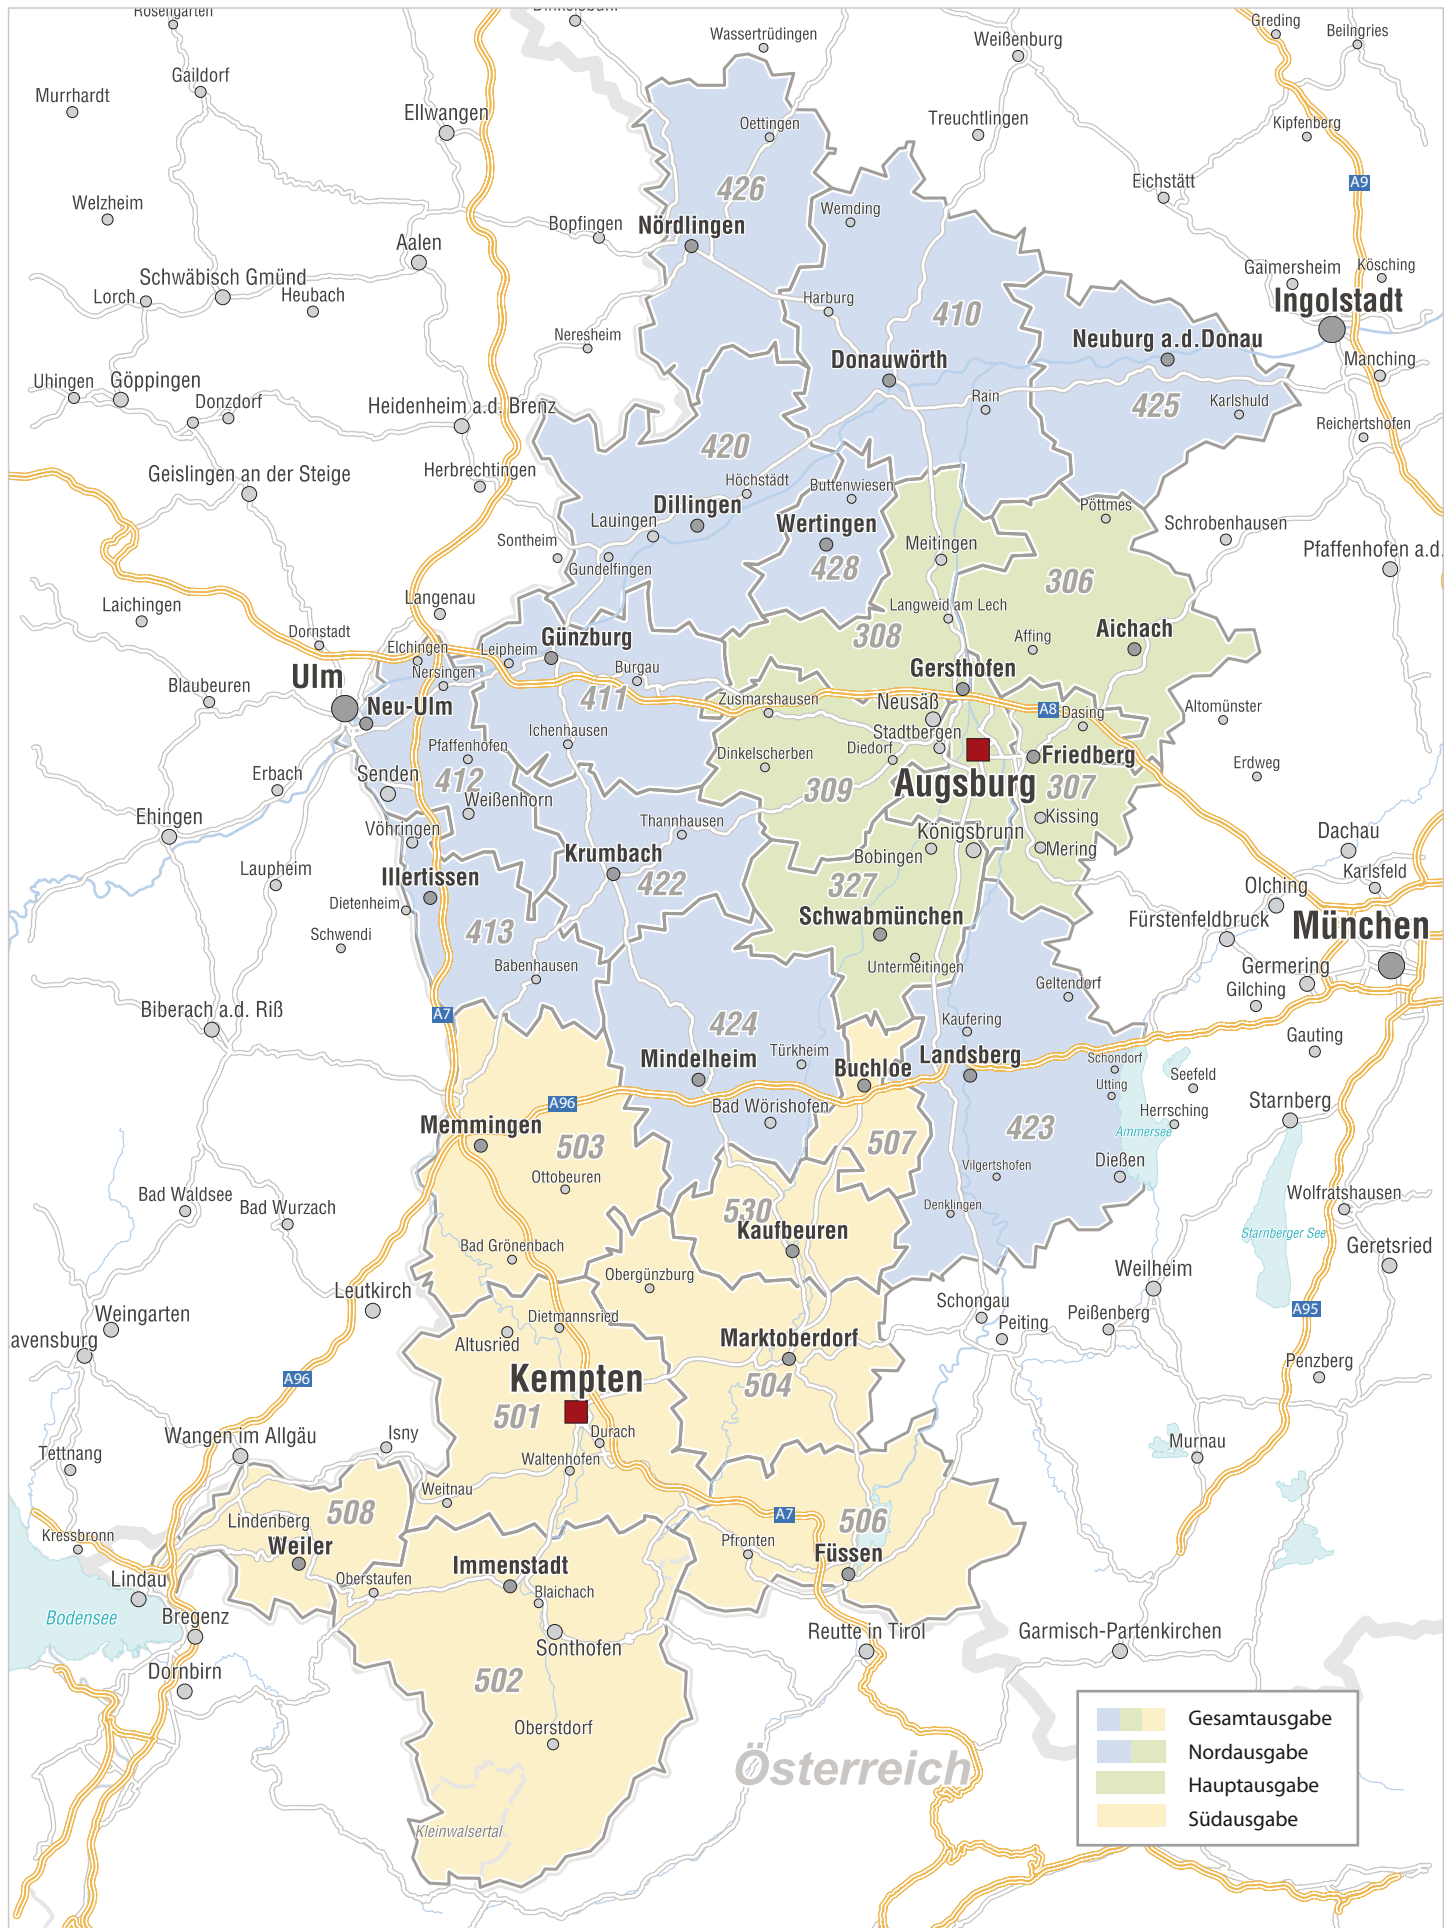 Rosengarten
Dinkelsbühl
Wassertrüdingen
Weißenburg
Greding
Beilngries
Gaildorf
Murrhardt
Ellwangen
Oettingen
Treuchtlingen
Kipfenberg
Welzheim
426
Wemding
Eichstätt
A9
Bopfingen
Nördlingen
Aalen
Schwäbisch Gmünd
Lorch
Heubach
Harburg
410
Gaimersheim
Kösching
Ingolstadt
Neresheim
Donauwörth
Neuburg a.d.Donau
Manching
Uhingen
Göppingen
Donzdorf
Heidenheim a.d. Brenz
Rain
425
Karlshuld
Reichertshofen
420
Geislingen an der Steige
Herbrechtingen
Höchstädt
Buttenwiesen
Dillingen
Pöttmes
Lauingen
Wertingen
Schrobenhausen
Sontheim
Gundelfingen
428
Meitingen
306
Pfaffenhofen a.d.
Laichingen
Langenau
Langweid am Lech
Dornstadt
Elchingen
Günzburg
308
Affing
Aichach
Leipheim
Ulm
Nersingen
Burgau
Gersthofen
Blaubeuren
Neu-Ulm
411
Zusmarshausen
Neusäß
A8
Dasing
Altomünster
Ichenhausen
Stadtbergen
Pfaffenhofen
Dinkelscherben
Diedorf
Friedberg
Erbach
Senden
412
Augsburg
307
Erdweg
Weißenhorn
309
Ehingen
Vöhringen
Thannhausen
Königsbrunn
Kissing
Dachau
Krumbach
Bobingen
Mering
Laupheim
Illertissen
422
327
Karlsfeld
Olching
Dietenheim
Schwabmünchen
Fürstenfeldbruck
München
Schwendi
413
Babenhausen
Untermeitingen
Germering
Geltendorf
Gilching
Biberach a.d. Riß
A7
424
Kaufering
Gauting
Mindelheim
Türkheim
Buchloe
Landsberg
Schondorf
Seefeld
Utting
A96
Bad Wörishofen
Herrsching
Starnberg
Memmingen
503
507
423
Ammersee
Ottobeuren
Vilgertshofen
Dießen
Bad Waldsee
Bad Wurzach
530
Denklingen
Wolfratshausen
Kaufbeuren
Starnberger See
Geretsried
Bad Grönenbach
Obergünzburg
Weilheim
Leutkirch
Schongau
Peißenberg
A95
Weingarten
Dietmannsried
Peiting
avensburg
Altusried
Marktoberdorf
Penzberg
A96
Kempten
504
501
Durach
Wangen im Allgäu
Isny
Murnau
Tettnang
Waltenhofen
Weitnau
508
A7
506
Lindenberg
Kressbronn
Weiler
Pfronten
Füssen
Immenstadt
Lindau
Oberstaufen
Blaichach
Bodensee
Bregenz
Sonthofen
Reutte in Tirol
Garmisch-Partenkirchen
Dornbirn
502
Oberstdorf
Österreich
Kleinwalsertal
Gesamtausgabe
Nordausgabe
Hauptausgabe
Südausgabe